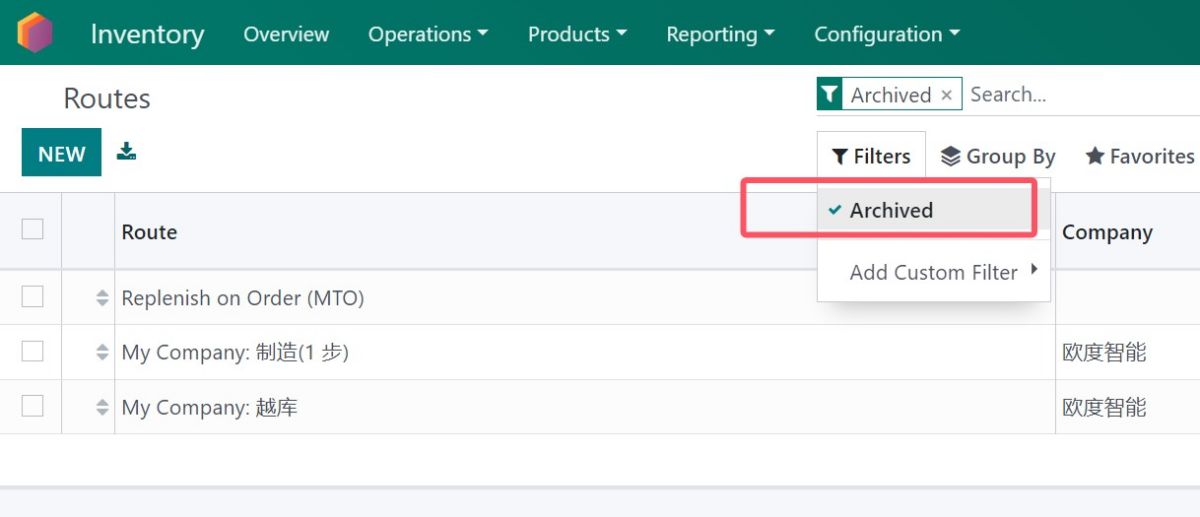 Inventory Overview Operations Products Reporting Configuration
Routes Archived × Search...
NEW Filters Group By Favorites
Archived
Route Company
Add Custom Filter
Replenish on Order (MTO)
My Company: 制造(1 步) 欧度智能
My Company: 越库 欧度智能